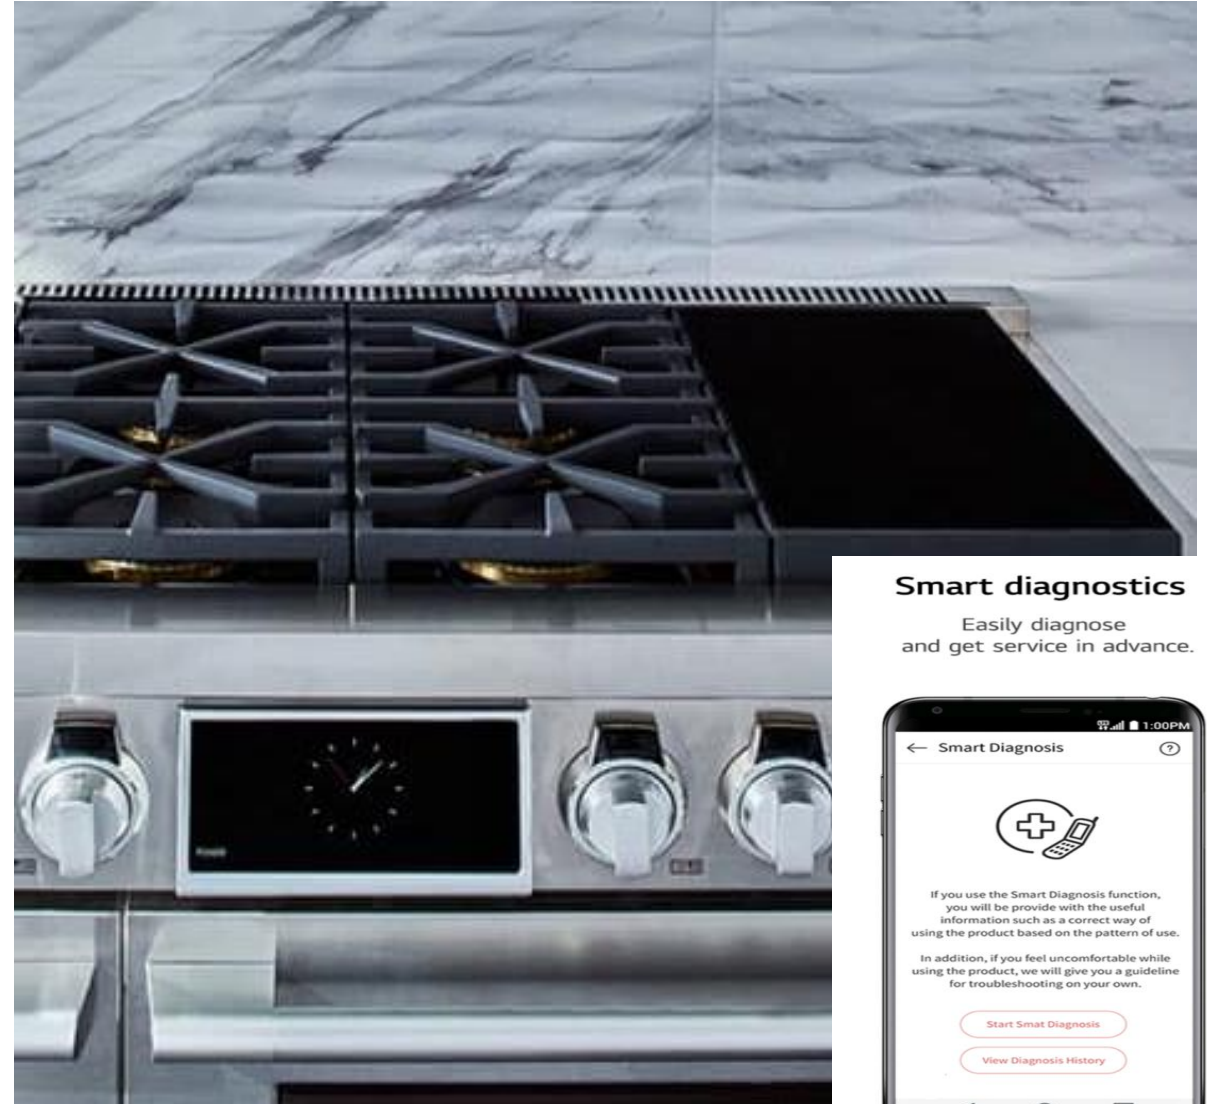 Smart diagnostics
Easily diagnose
and get service in advance.
1:00PM
Smart Diagnosis
?
If you use the Smart Diagnosis function,
you will be provide with the useful
information such as a correct way of
using the product based on the pattern of use.
In addition, if you feel uncomfortable while
using the product, we will give you a guideline
for troubleshooting on your own.
Start Smat Diagnosis
View Diagnosis History